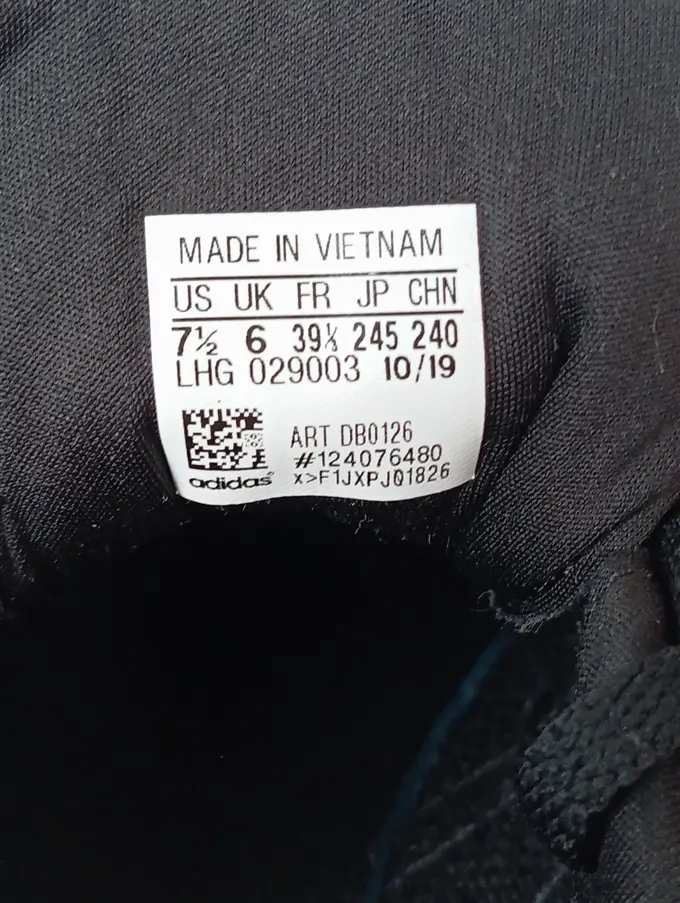 MADE IN VIETNAM
US UK FR JP CHN
7½ 6 39⅓ 245 240
LHG 029003 10/19
ART DB0126
#124076480
adidas x>F1JXPJQ1826